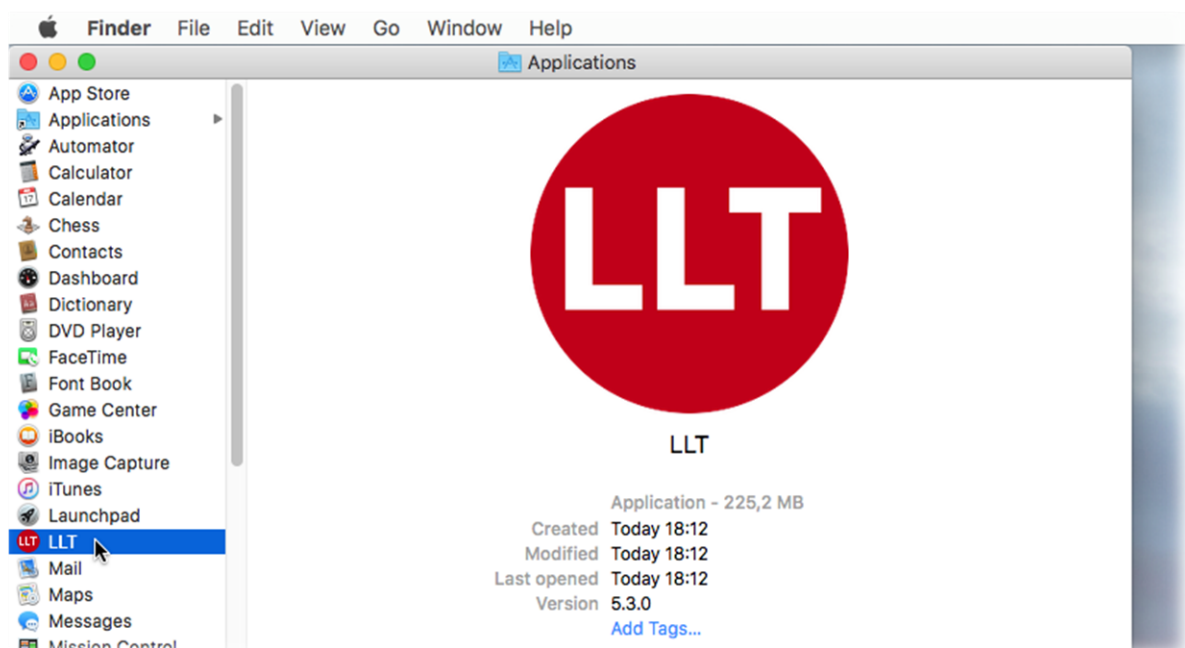 Finder File Edit View Go Window Help
Applications
App Store
Applications
Automator
Calculator
Calendar
Chess
Contacts
Dashboard
Dictionary
DVD Player
FaceTime
Font Book
Game Center
iBooks
Image Capture
iTunes
Launchpad
LLT LLT
Mail
Maps
Messages
Mission Control
LLT
LLT
Application - 225,2 MB
Created Today 18:12
Modified Today 18:12
Last opened Today 18:12
Version 5.3.0
Add Tags...